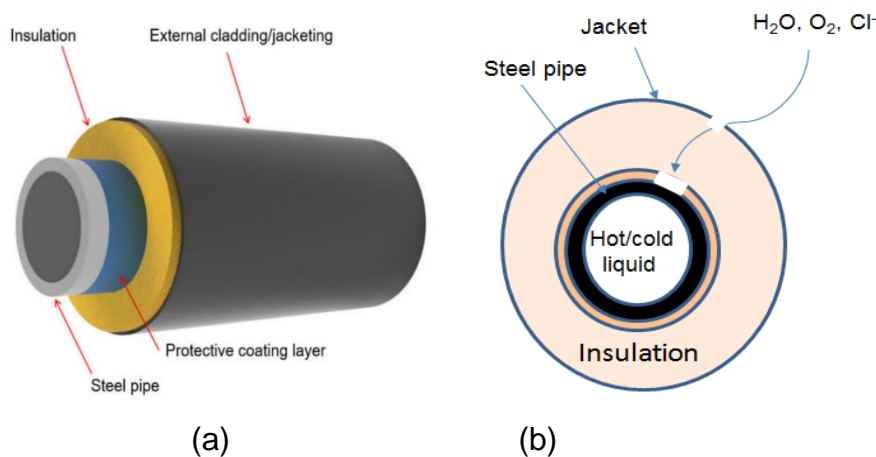 Insulation
External cladding/jacketing
Protective coating layer
Steel pipe
(a)
H₂O, O₂, Cl⁻
Jacket
Steel pipe
Hot/cold
liquid
Insulation
(b)